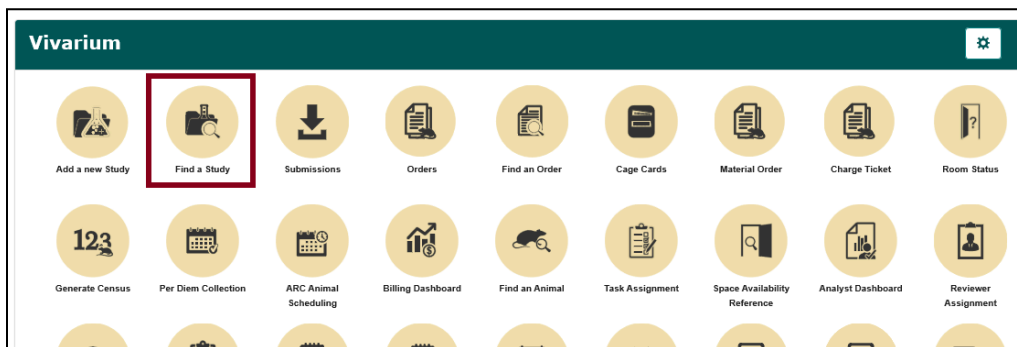 Vivarium
Add a new Study
Find a Study
Submissions
Orders
Find an Order
Cage Cards
Material Order
Charge Ticket
?
Room Status
123
Generate Census
Per Diem Collection
ARC Animal
Scheduling
$
Billing Dashboard
Find an Animal
Task Assignment
Space Availability
Reference
Analyst Dashboard
Reviewer
Assignment